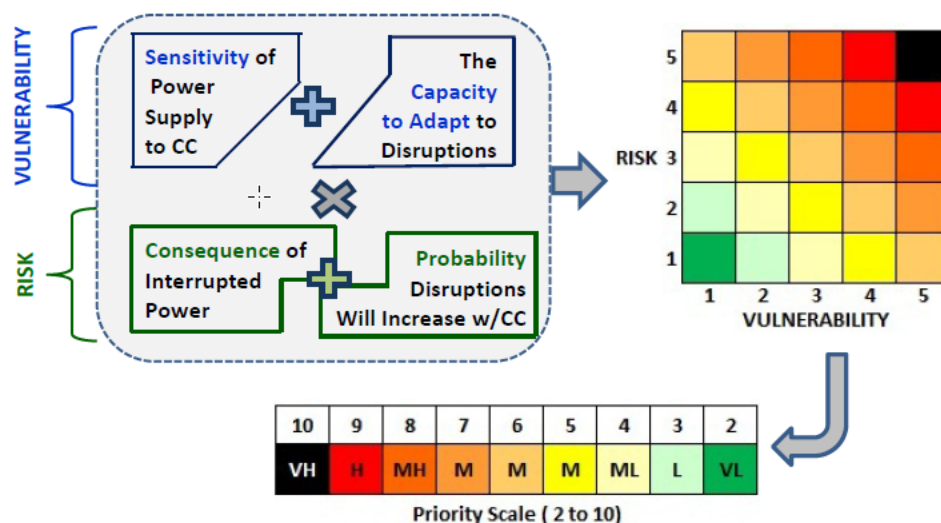 VULNERABILITY
Sensitivity of
Power
Supply
to CC
The
Capacity
to Adapt to
Disruptions
RISK
Consequence of
Interrupted
Power
Probability
Disruptions
Will Increase w/CC
5
4
RISK 3
2
1
1 2 3 4 5
VULNERABILITY
10 9 8 7 6 5 4 3 2
VH H MH M M M ML L VL
Priority Scale ( 2 to 10)